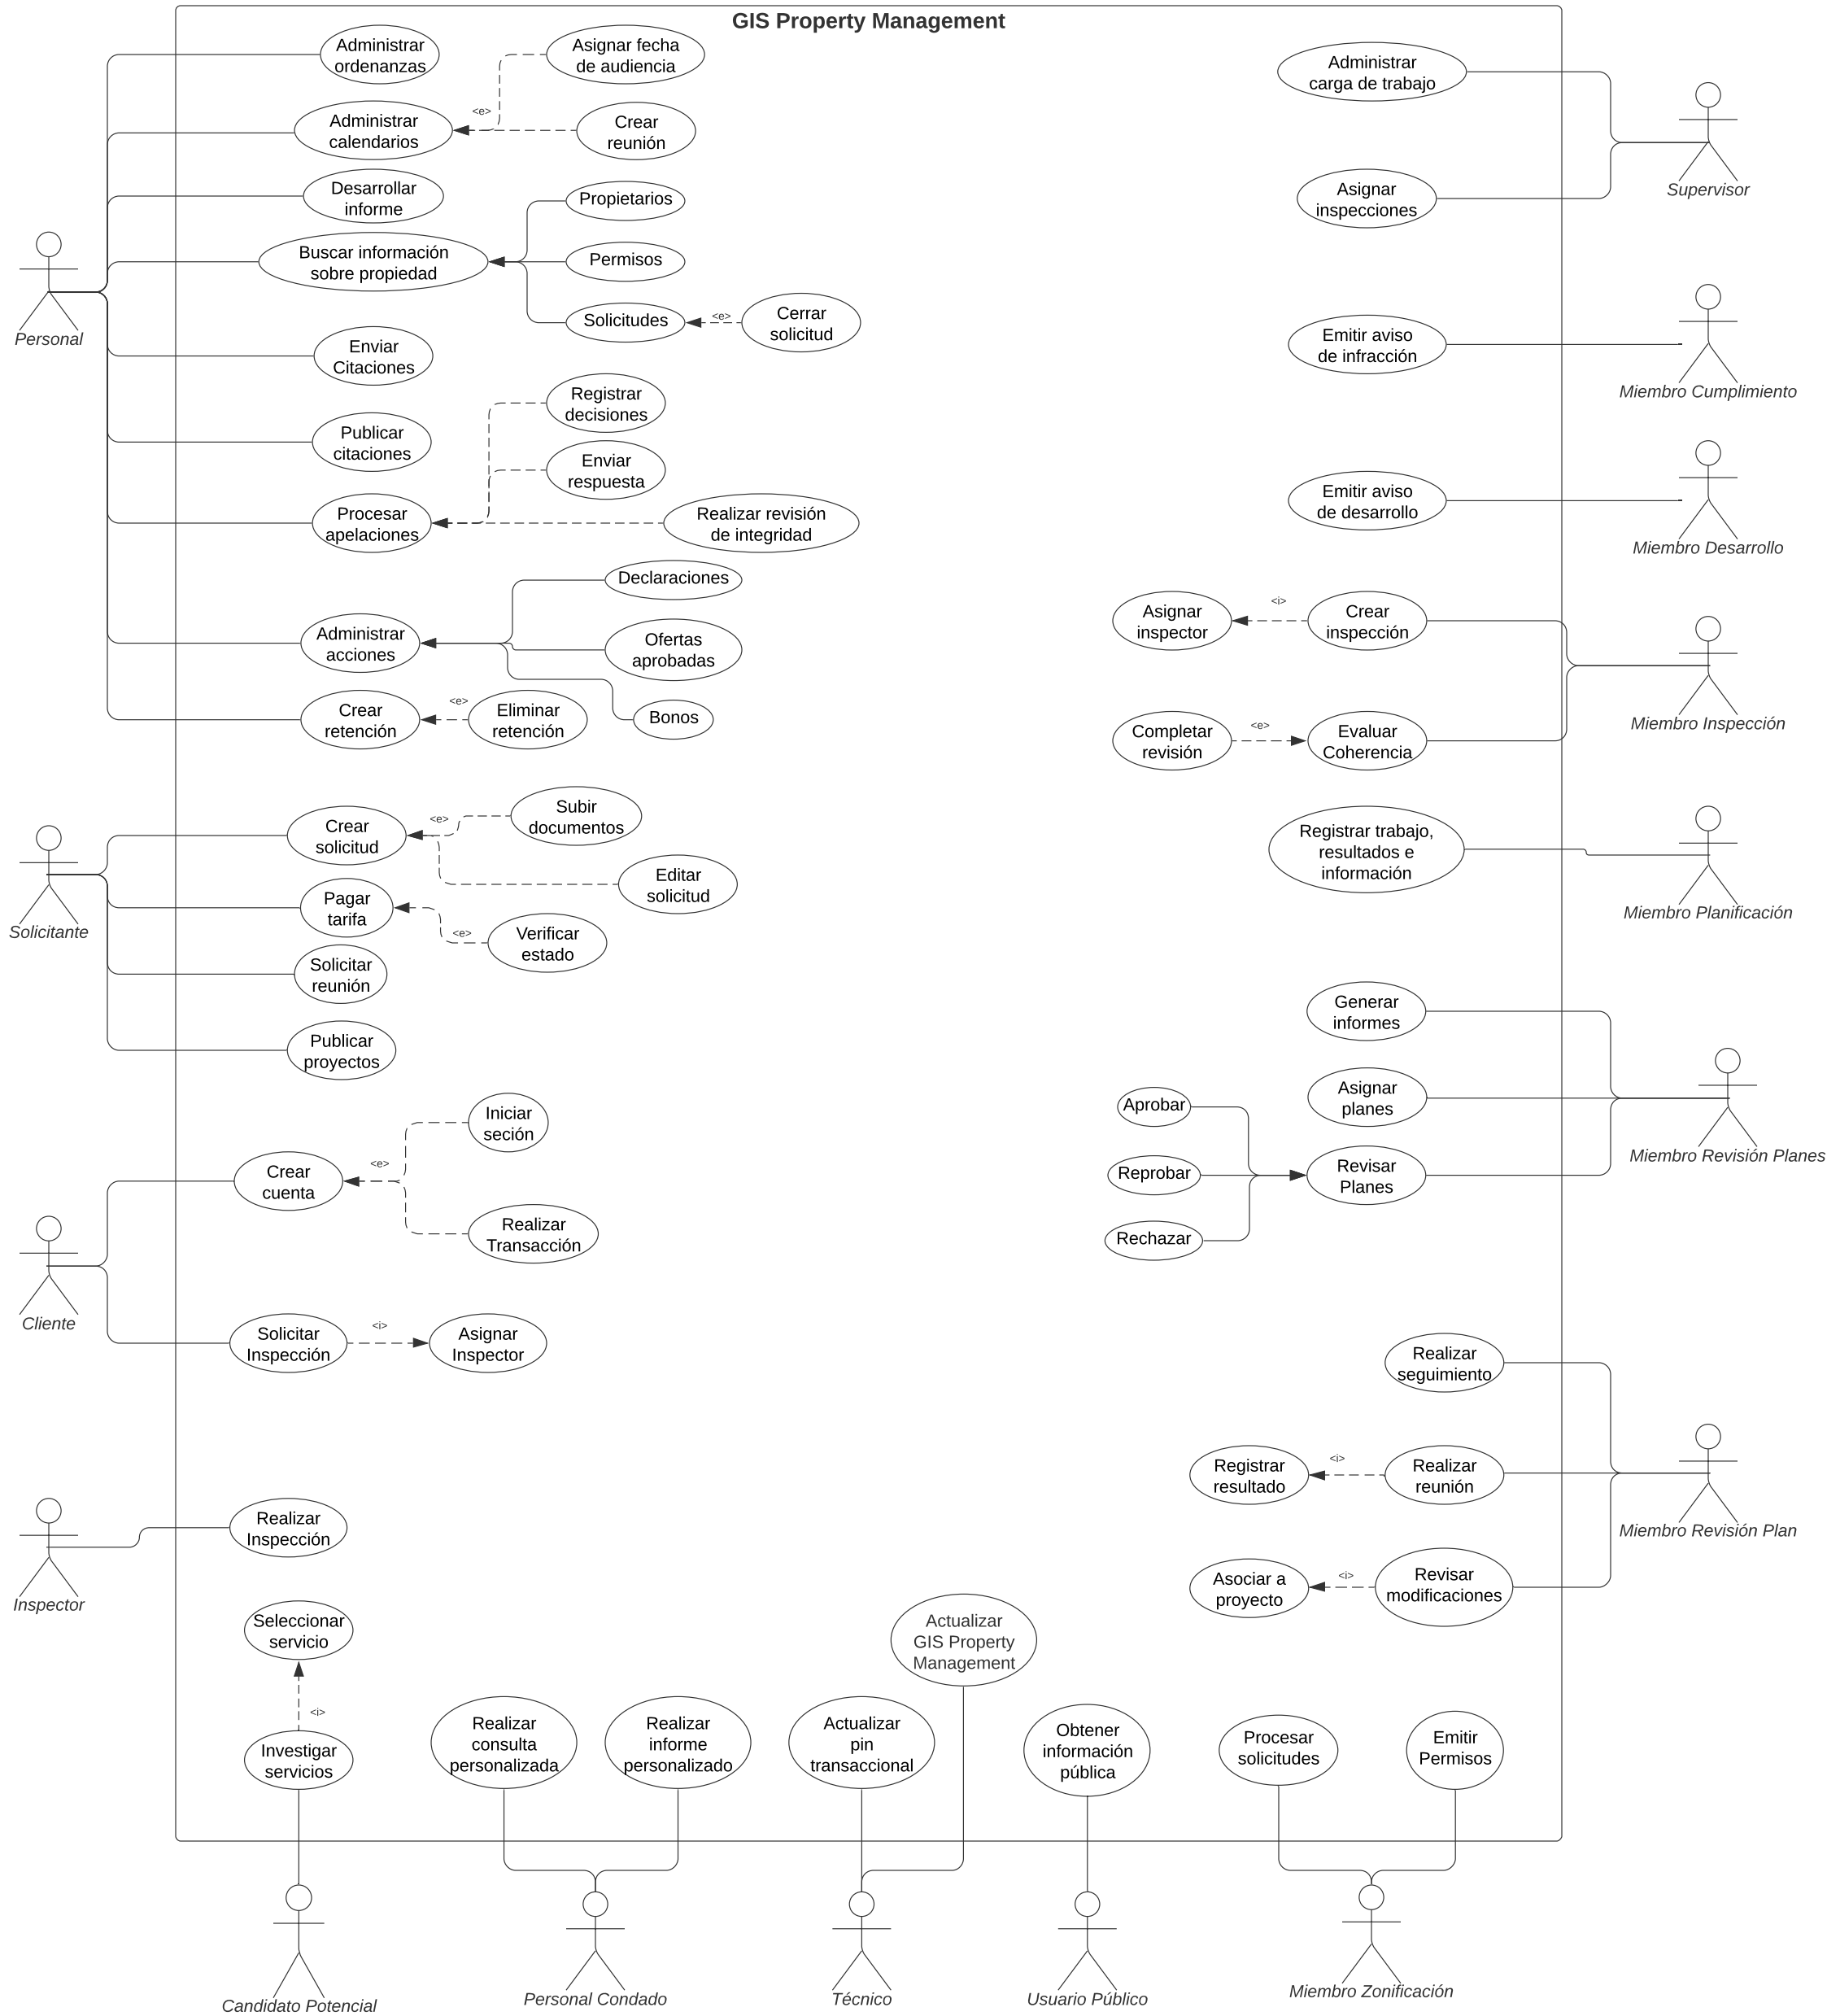 GIS Property Management
Administrar
ordenanzas
Asignar fecha
de audiencia
<e>
Administrar
calendarios
Crear
reunión
Desarrollar
informe
Propietarios
Buscar información
sobre propiedad
Permisos
Solicitudes
<e>
Cerrar
solicitud
Personal
Enviar
Citaciones
Registrar
decisiones
Publicar
citaciones
Enviar
respuesta
Procesar
apelaciones
Realizar revisión
de integridad
Declaraciones
Administrar
acciones
Ofertas
aprobadas
Bonos
Crear
retención
<e>
Eliminar
retención
Subir
documentos
Crear
solicitud
<e>
Editar
solicitud
Pagar
tarifa
<e>
Verificar
estado
Solicitante
Solicitar
reunión
Publicar
proyectos
Iniciar
seción
Crear
cuenta
<e>
Realizar
Transacción
Cliente
Solicitar
Inspección
<i>
Asignar
Inspector
Realizar
Inspección
Inspector
Seleccionar
servicio
<i>
Investigar
servicios
Candidato Potencial
Realizar
consulta
personalizada
Realizar
informe
personalizado
Personal Condado
Actualizar
pin
transaccional
Actualizar
GIS Property
Management
Técnico
Obtener
información
pública
Usuario Público
Procesar
solicitudes
Emitir
Permisos
Miembro Zonificación
Administrar
carga de trabajo
Asignar
inspecciones
Supervisor
Emitir aviso
de infracción
Miembro Cumplimiento
Emitir aviso
de desarrollo
Miembro Desarrollo
Asignar
inspector
<i>
Crear
inspección
Completar
revisión
<e>
Evaluar
Coherencia
Miembro Inspección
Registrar trabajo,
resultados e
información
Miembro Planificación
Generar
informes
Asignar
planes
Aprobar
Reprobar
Rechazar
Revisar
Planes
Miembro Revisión Planes
Realizar
seguimiento
Registrar
resultado
<i>
Realizar
reunión
Miembro Revisión Plan
Asociar a
proyecto
<i>
Revisar
modificaciones